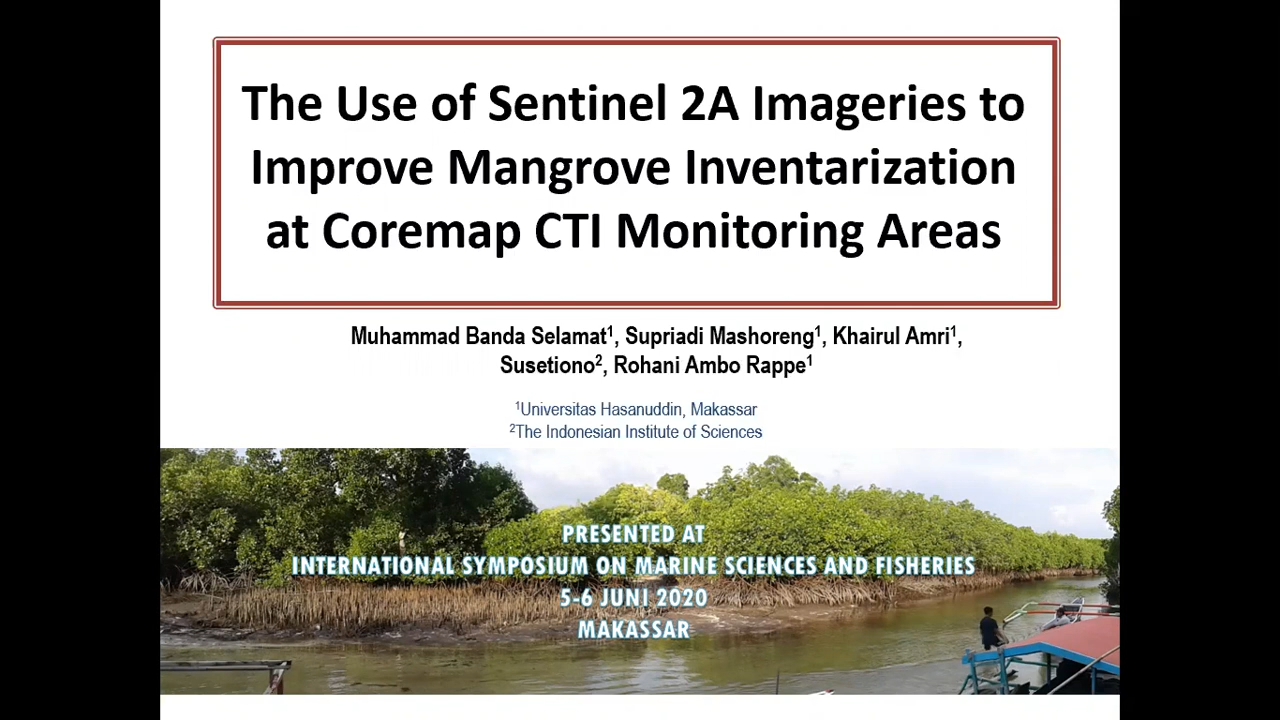 The Use of Sentinel 2A Imageries to
Improve Mangrove Inventarization
at Coremap CTI Monitoring Areas
Muhammad Banda Selamat¹, Supriadi Mashoreng¹, Khairul Amri¹,
Susetiono², Rohani Ambo Rappe¹
¹Universitas Hasanuddin, Makassar
²The Indonesian Institute of Sciences
PRESENTED AT
INTERNATIONAL SYMPOSIUM ON MARINE SCIENCES AND FISHERIES
5-6 JUNI 2020
MAKASSAR